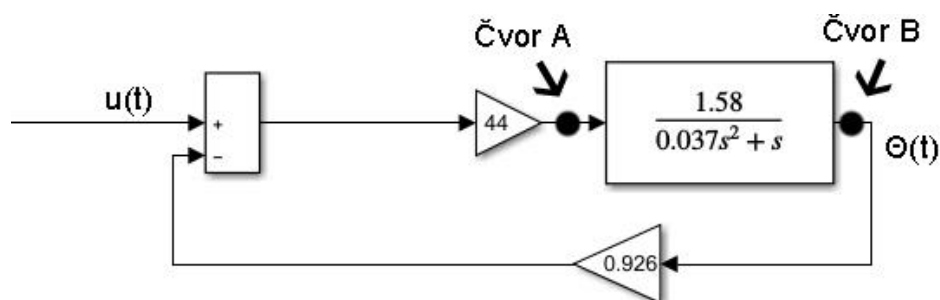 Čvor A
Čvor B
u(t)
+
−
44
1.58
0.037s² + s
Θ(t)
0.926